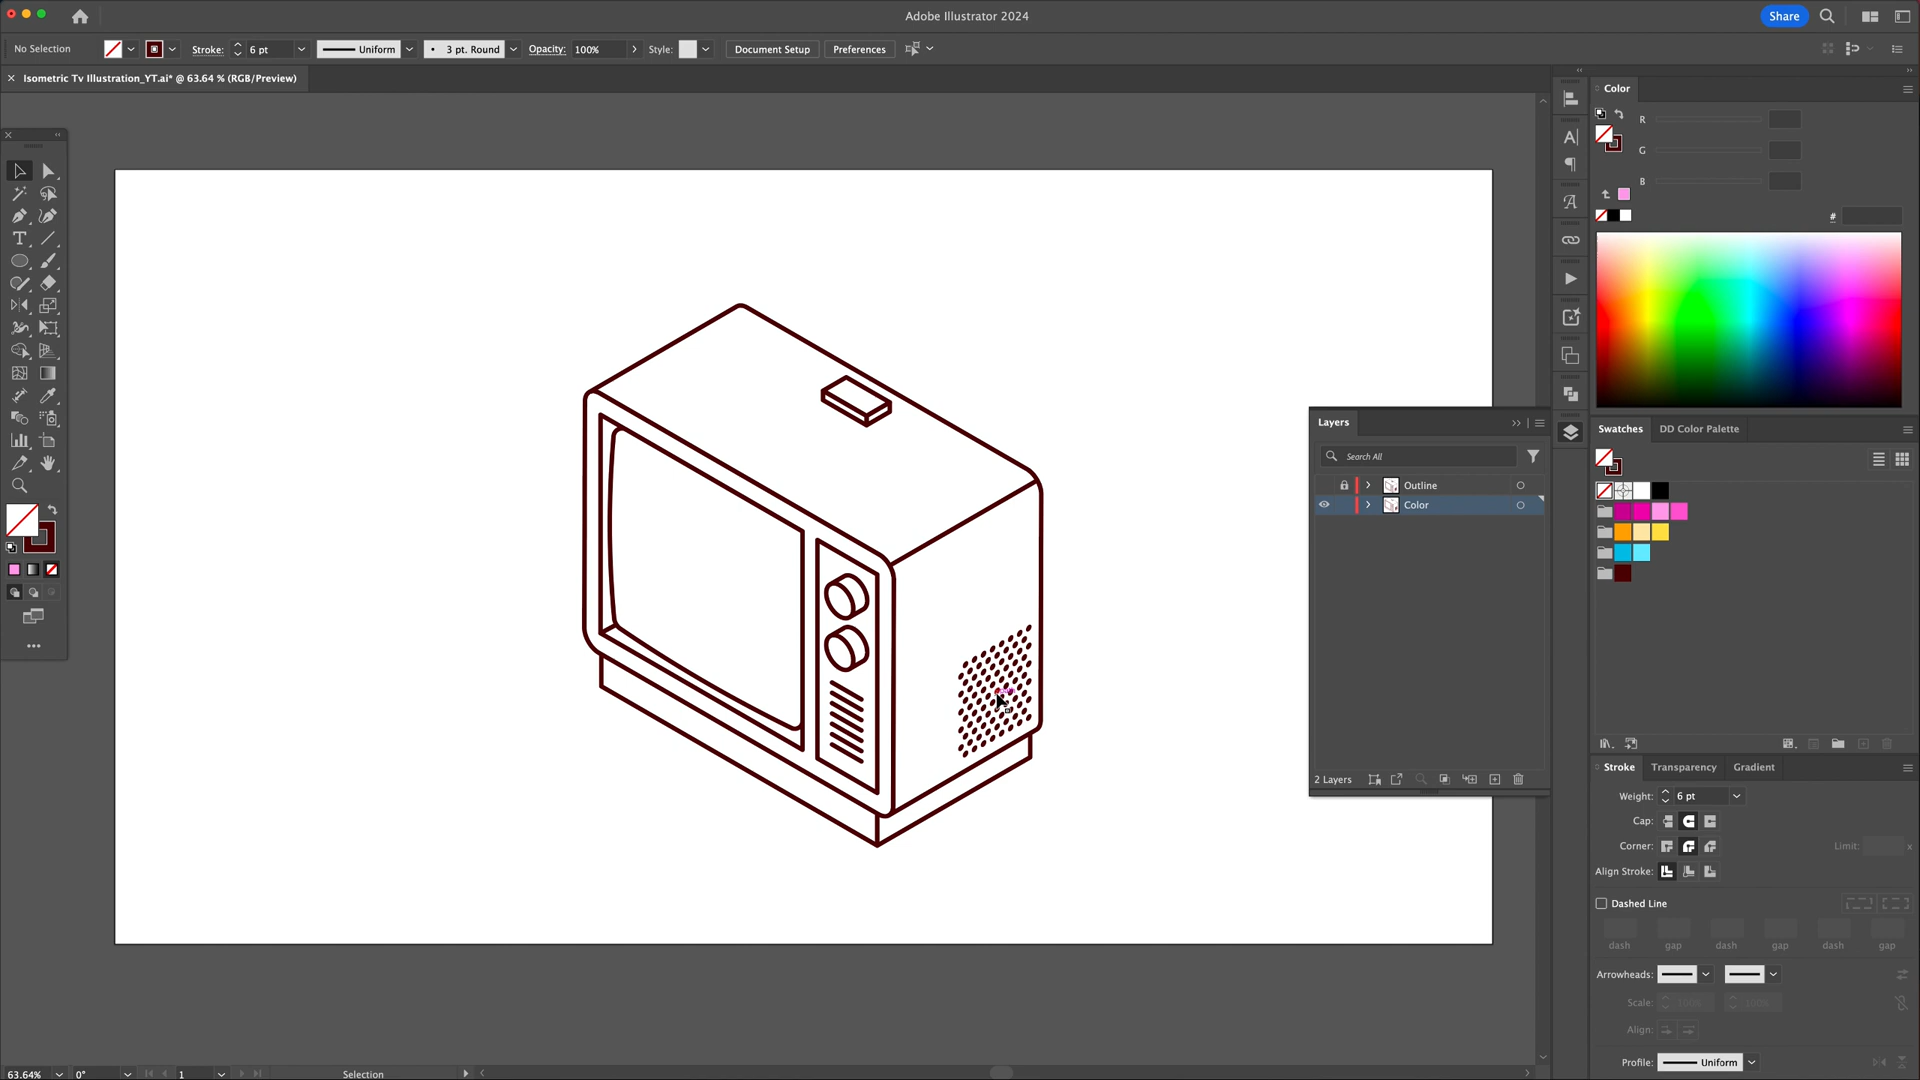 Adobe Illustrator 2024
Share
No Selection
Stroke:
6 pt
Uniform
3 pt. Round
Opacity:
100%
Style:
Document Setup
Preferences
Isometric Tv Illustration_YT.ai* @ 63.64 % (RGB/Preview)
Color
R
G
B
#
Layers
Search All
Outline
Color
2 Layers
Swatches
DD Color Palette
Stroke
Transparency
Gradient
Weight:
6 pt
Cap:
Corner:
Limit:
x
Align Stroke:
Dashed Line
dash
gap
dash
gap
dash
gap
Arrowheads:
Scale:
100%
100%
Align:
Profile:
Uniform
63.64%
0°
1
Selection